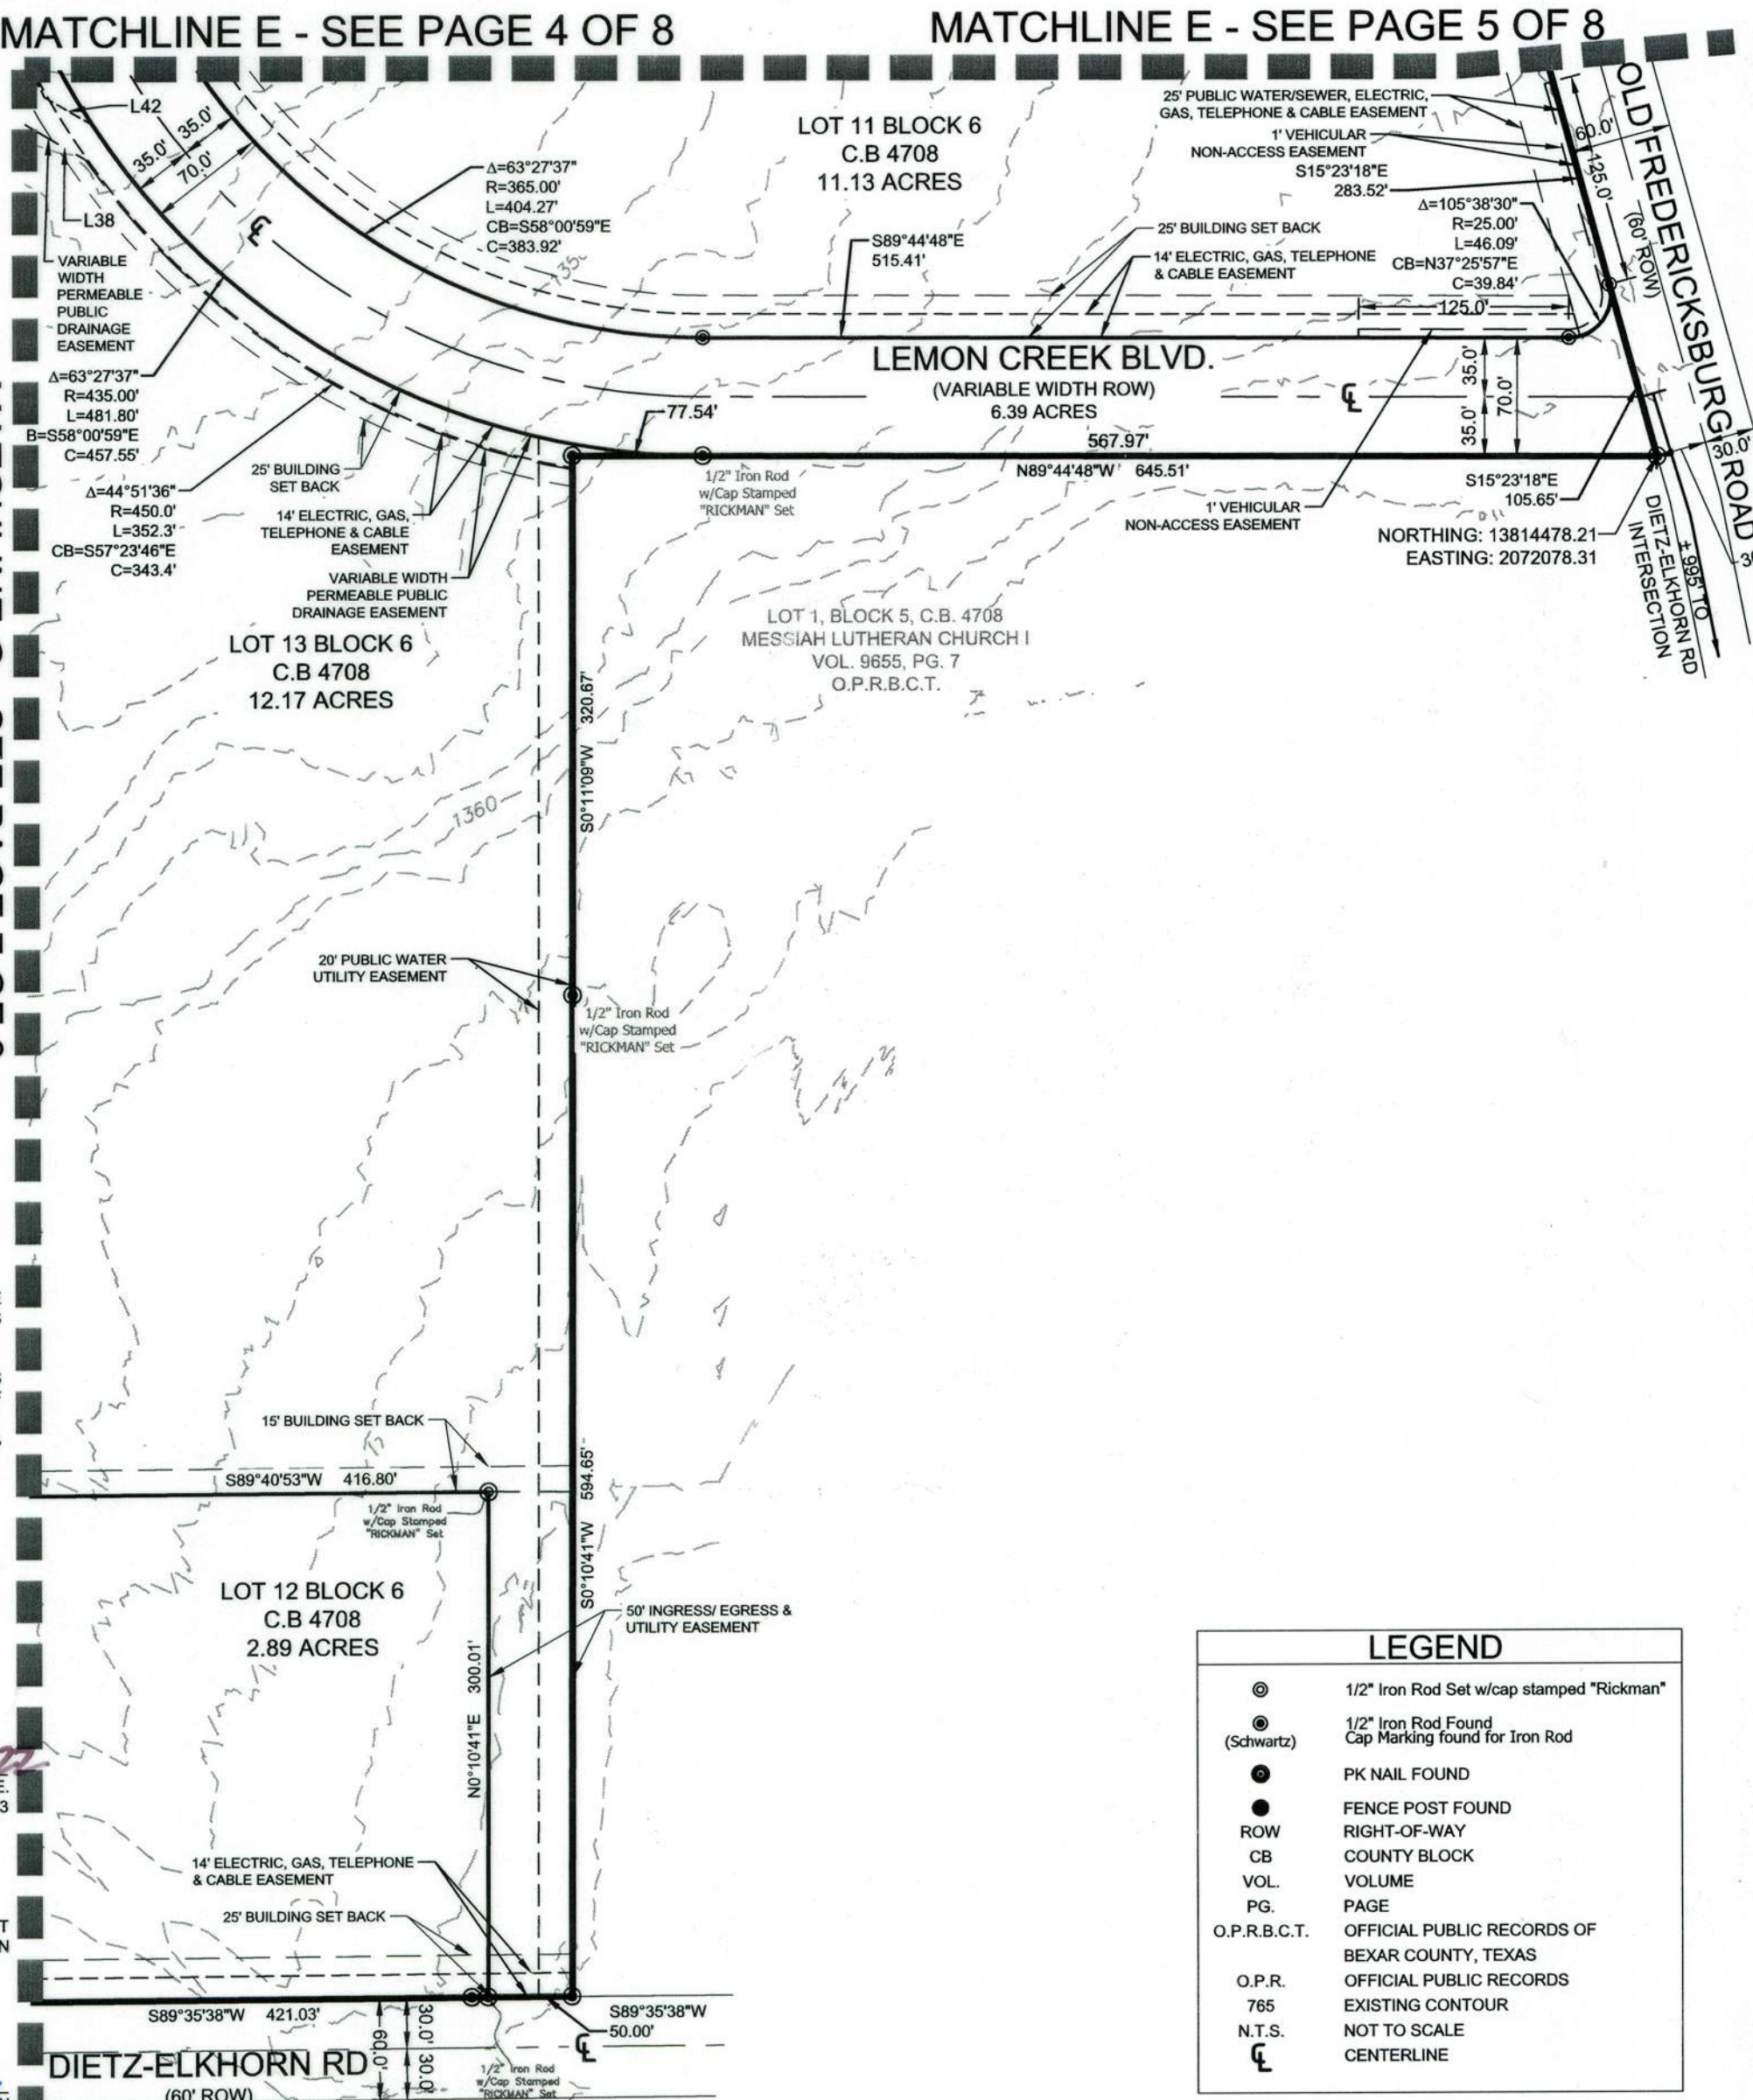 MATCHLINE E - SEE PAGE 4 OF 8
MATCHLINE E - SEE PAGE 5 OF 8
L42
35.0'
35.0'
70.0'
L38
℄
VARIABLE
WIDTH
PERMEABLE
PUBLIC
DRAINAGE
EASEMENT
Δ=63°27'37"
R=365.00'
L=404.27'
CB=S58°00'59"E
C=383.92'
LOT 11 BLOCK 6
C.B 4708
11.13 ACRES
S89°44'48"E
515.41'
25' PUBLIC WATER/SEWER, ELECTRIC,
GAS, TELEPHONE & CABLE EASEMENT
1' VEHICULAR
NON-ACCESS EASEMENT
S15°23'18"E
283.52'
Δ=105°38'30"
R=25.00'
L=46.09'
CB=N37°25'57"E
C=39.84'
25' BUILDING SET BACK
14' ELECTRIC, GAS, TELEPHONE
& CABLE EASEMENT
125.0'
60.0'
125.0'
OLD FREDERICKSBURG ROAD
(60' ROW)
Δ=63°27'37"
R=435.00'
L=481.80'
B=S58°00'59"E
C=457.55'
LEMON CREEK BLVD.
(VARIABLE WIDTH ROW)
6.39 ACRES
℄
35.0'
35.0'
70.0'
77.54'
567.97'
N89°44'48"W 645.51'
30.0'
Δ=44°51'36"
R=450.0'
L=352.3'
CB=S57°23'46"E
C=343.4'
25' BUILDING
SET BACK
14' ELECTRIC, GAS,
TELEPHONE & CABLE
EASEMENT
VARIABLE WIDTH
PERMEABLE PUBLIC
DRAINAGE EASEMENT
1/2" Iron Rod
w/Cap Stamped
"RICKMAN" Set
1' VEHICULAR
NON-ACCESS EASEMENT
S15°23'18"E
105.65'
NORTHING: 13814478.21
EASTING: 2072078.31
± 995' TO
DIETZ-ELKHORN RD
INTERSECTION
LOT 13 BLOCK 6
C.B 4708
12.17 ACRES
LOT 1, BLOCK 5, C.B. 4708
MESSIAH LUTHERAN CHURCH I
VOL. 9655, PG. 7
O.P.R.B.C.T.
S0°11'09"W 320.67'
1360
20' PUBLIC WATER
UTILITY EASEMENT
1/2" Iron Rod
w/Cap Stamped
"RICKMAN" Set
15' BUILDING SET BACK
S89°40'53"W 416.80'
1/2" Iron Rod
w/Cap Stamped
"RICKMAN" Set
S0°10'41"W 594.65'
LOT 12 BLOCK 6
C.B 4708
2.89 ACRES
50' INGRESS/ EGRESS &
UTILITY EASEMENT
N0°10'41"E 300.01'
14' ELECTRIC, GAS, TELEPHONE
& CABLE EASEMENT
25' BUILDING SET BACK
S89°35'38"W 421.03'
S89°35'38"W
50.00'
30.0'
60.0'
30.0'
℄
DIETZ-ELKHORN RD
(60' ROW)
1/2" Iron Rod
w/Cap Stamped
"RICKMAN" Set
LEGEND
1/2" Iron Rod Set w/cap stamped "Rickman"
1/2" Iron Rod Found
(Schwartz) Cap Marking found for Iron Rod
PK NAIL FOUND
FENCE POST FOUND
ROW RIGHT-OF-WAY
CB COUNTY BLOCK
VOL. VOLUME
PG. PAGE
O.P.R.B.C.T. OFFICIAL PUBLIC RECORDS OF
BEXAR COUNTY, TEXAS
O.P.R. OFFICIAL PUBLIC RECORDS
765 EXISTING CONTOUR
N.T.S. NOT TO SCALE
℄ CENTERLINE